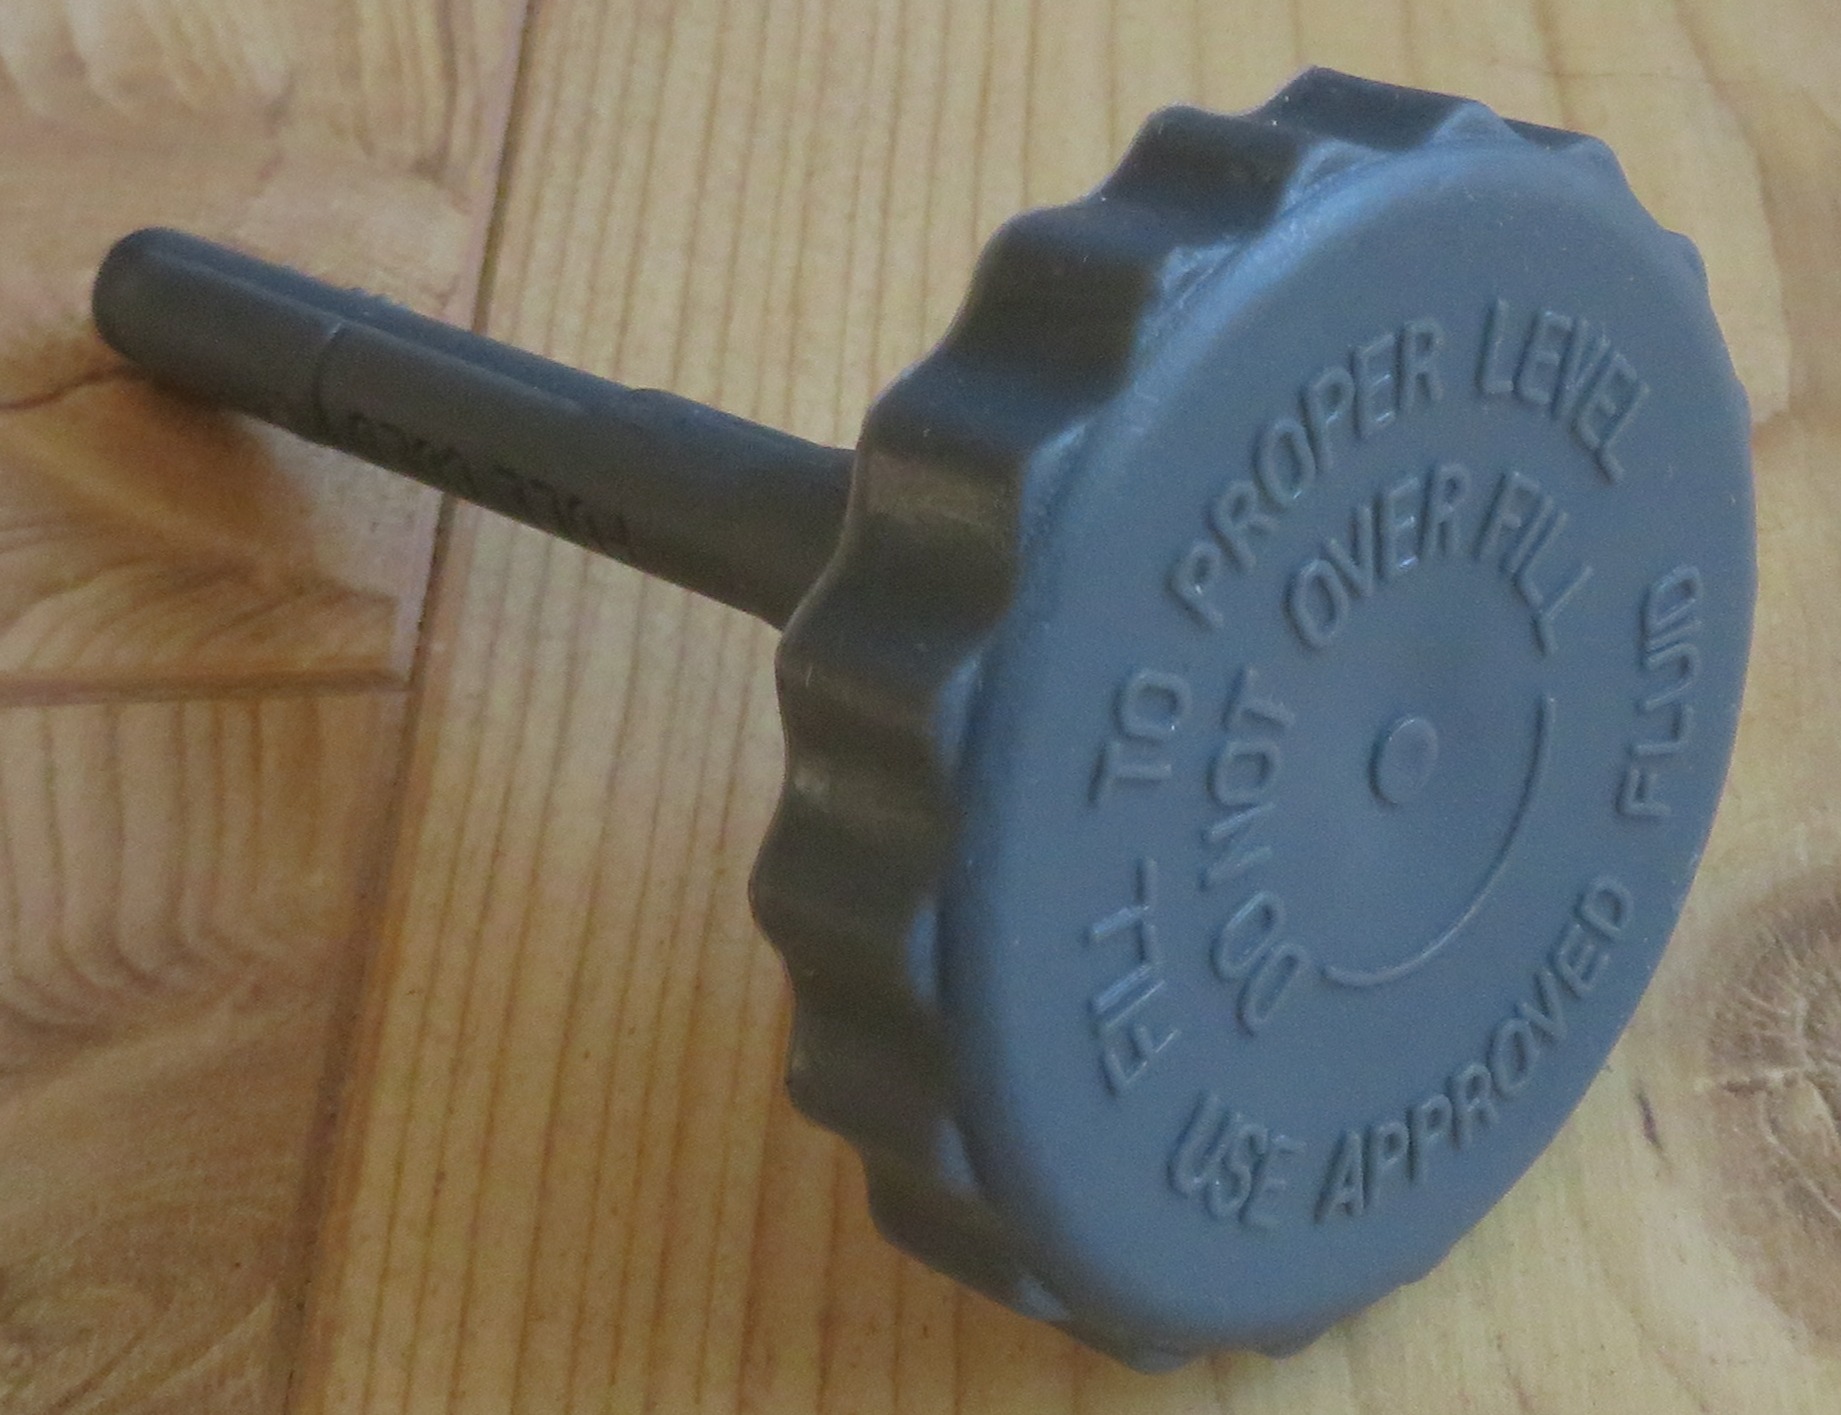 FILL TO PROPER LEVEL
DO NOT OVER FILL
USE APPROVED FLUID